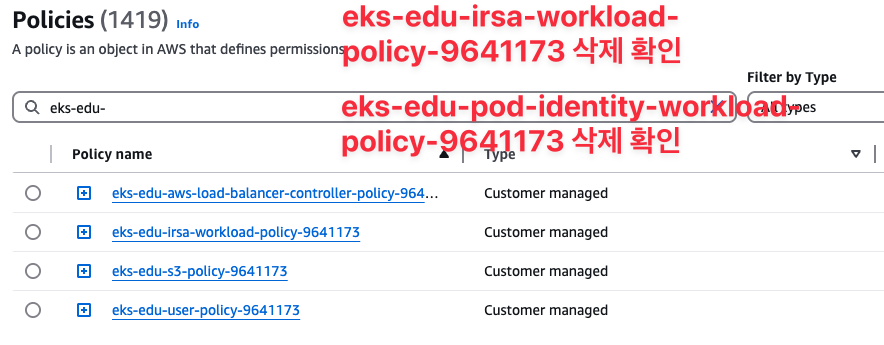 Policies (1419) Info
eks-edu-irsa-workload-
policy-9641173 삭제 확인
A policy is an object in AWS that defines permissions
Filter by Type
eks-edu-
eks-edu-pod-identity-workload-
policy-9641173 삭제 확인
All types
Policy name
Type
eks-edu-aws-load-balancer-controller-policy-964…
Customer managed
eks-edu-irsa-workload-policy-9641173
Customer managed
eks-edu-s3-policy-9641173
Customer managed
eks-edu-user-policy-9641173
Customer managed